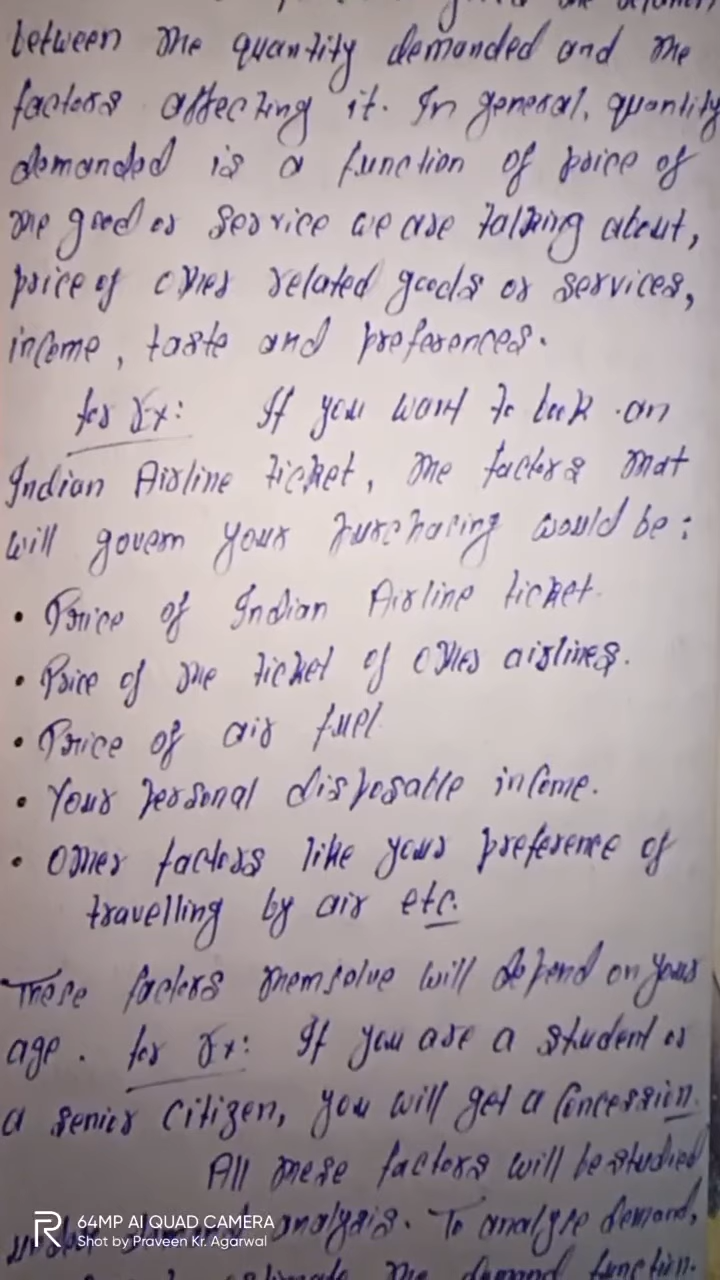 between the quantity demanded and the
factors affecting it. In general, quantity
demanded is a function of price of
the good or service we are talking about,
price of other related goods or services,
income, taste and preferences.
for Ex: If you want to book an
Indian Airline ticket, the factors that
will govern your purchasing would be:
• Price of Indian Airline ticket.
• Price of the ticket of other airlines.
• Price of air fuel
• Your personal disposable income.
• Other factors like your preference of
travelling by air etc.
These factors themselve will depend on your
age. for Ex: If you are a student or
a senior citizen, you will get a concession.
All these factors will be studied
analysis. To analyse demand,
the demand function.
64MP AI QUAD CAMERA
Shot by Praveen Kr. Agarwal